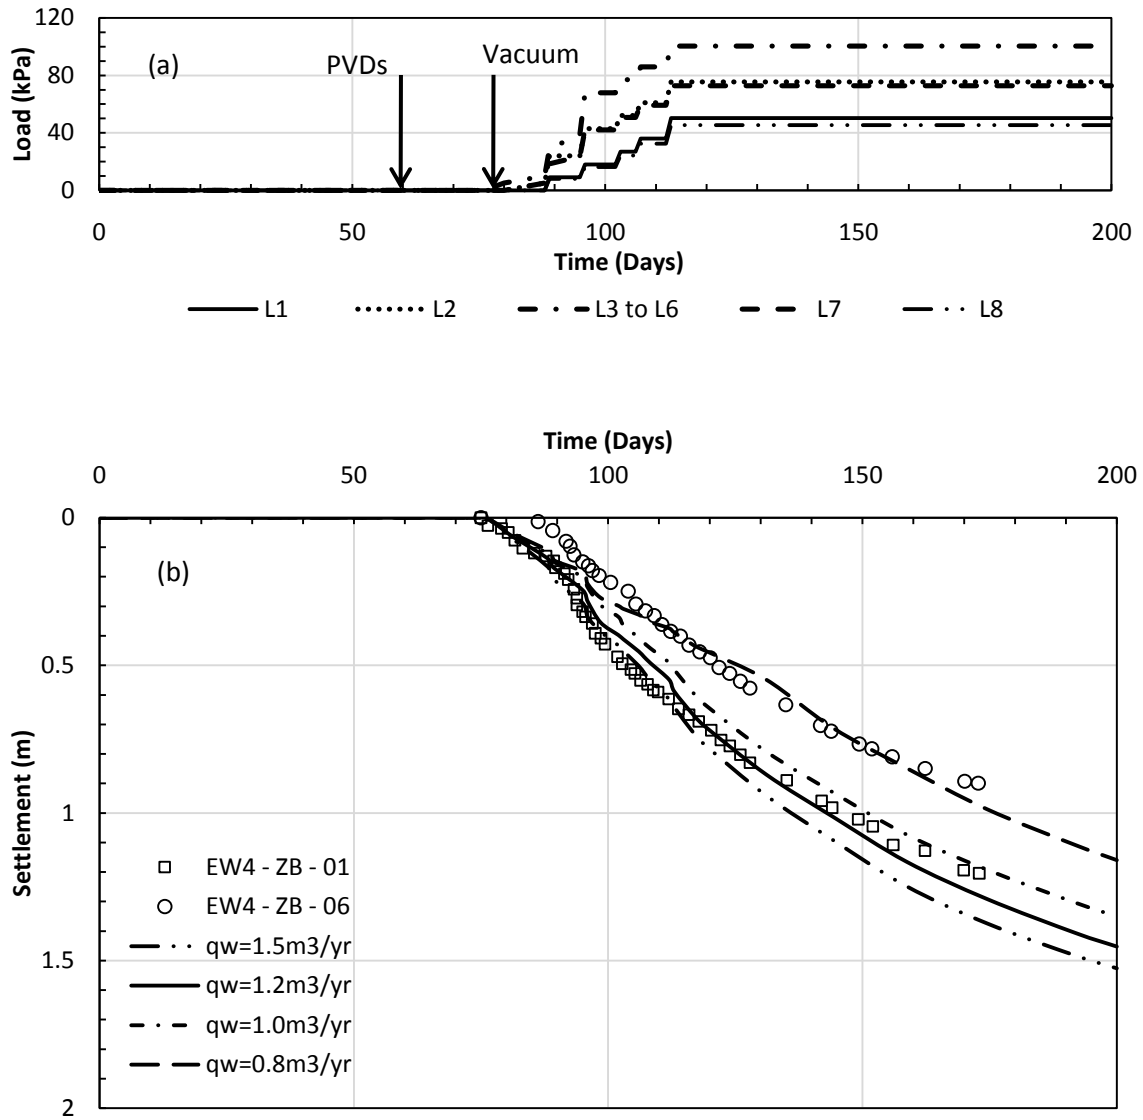 120
80
40
0
Load (kPa)
(a)
PVDs
Vacuum
0 50 100 150 200
Time (Days)
L1 L2 L3 to L6 L7 L8
Time (Days)
0 50 100 150 200
0
0.5
1
1.5
2
Settlement (m)
(b)
EW4 - ZB - 01
EW4 - ZB - 06
qw=1.5m3/yr
qw=1.2m3/yr
qw=1.0m3/yr
qw=0.8m3/yr